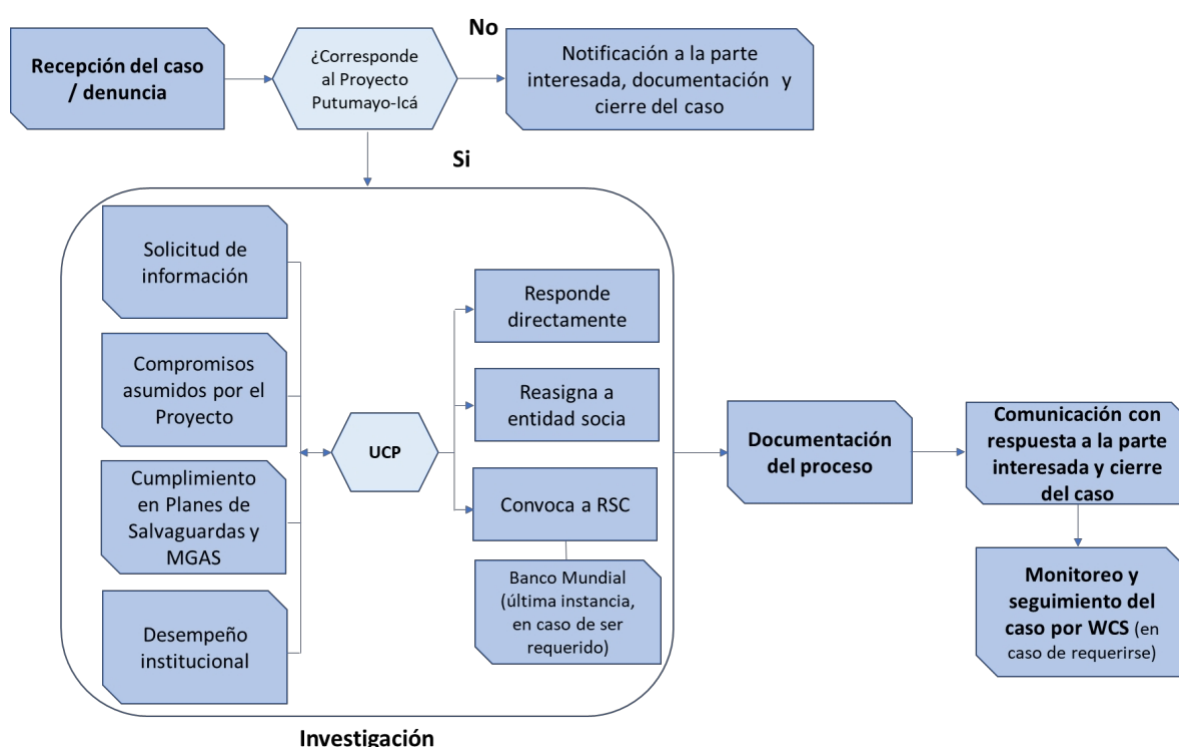 Recepción del caso
/ denuncia
¿Corresponde
al Proyecto
Putumayo-Icá
No
Notificación a la parte
interesada, documentación y
cierre del caso
Si
Solicitud de
información
Compromisos
asumidos por el
Proyecto
Cumplimiento
en Planes de
Salvaguardas y
MGAS
Desempeño
institucional
UCP
Responde
directamente
Reasigna a
entidad socia
Convoca a RSC
Banco Mundial
(última instancia,
en caso de ser
requerido)
Investigación
Documentación
del proceso
Comunicación con
respuesta a la parte
interesada y cierre
del caso
Monitoreo y
seguimiento del
caso por WCS (en
caso de requerirse)